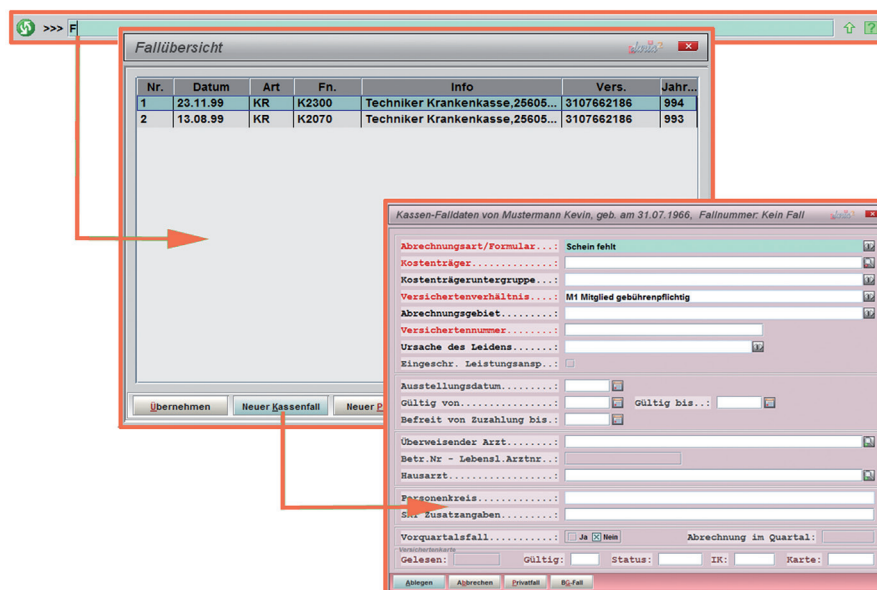 >>> F
Fallübersicht
Nr. Datum Art Fn. Info Vers. Jahr...
1 23.11.99 KR K2300 Techniker Krankenkasse,25605... 3107662186 994
2 13.08.99 KR K2070 Techniker Krankenkasse,25605... 3107662186 993
Übernehmen Neuer Kassenfall Neuer P
Kassen-Falldaten von Mustermann Kevin, geb. am 31.07.1966, Fallnummer: Kein Fall
Abrechnungsart/Formular...: Schein fehlt
Kostenträger..............:
Kostenträgeruntergruppe...:
Versichertenverhältnis....: M1 Mitglied gebührenpflichtig
Abrechnungsgebiet.........:
Versichertennummer........:
Ursache des Leidens.......:
Eingeschr. Leistungsansp..:
Ausstellungsdatum.........:
Gültig von................: Gültig bis..:
Befreit von Zuzahlung bis.:
Überweisender Arzt........:
Betr.Nr - Lebensl.Arztnr..:
Hausarzt..................:
Personenkreis.............:
SKT Zusatzangaben.........:
Vorquartalsfall...........: Ja Nein Abrechnung im Quartal:
Versichertenkarte
Gelesen: Gültig: Status: IK: Karte:
Ablegen Abbrechen Privatfall BG-Fall